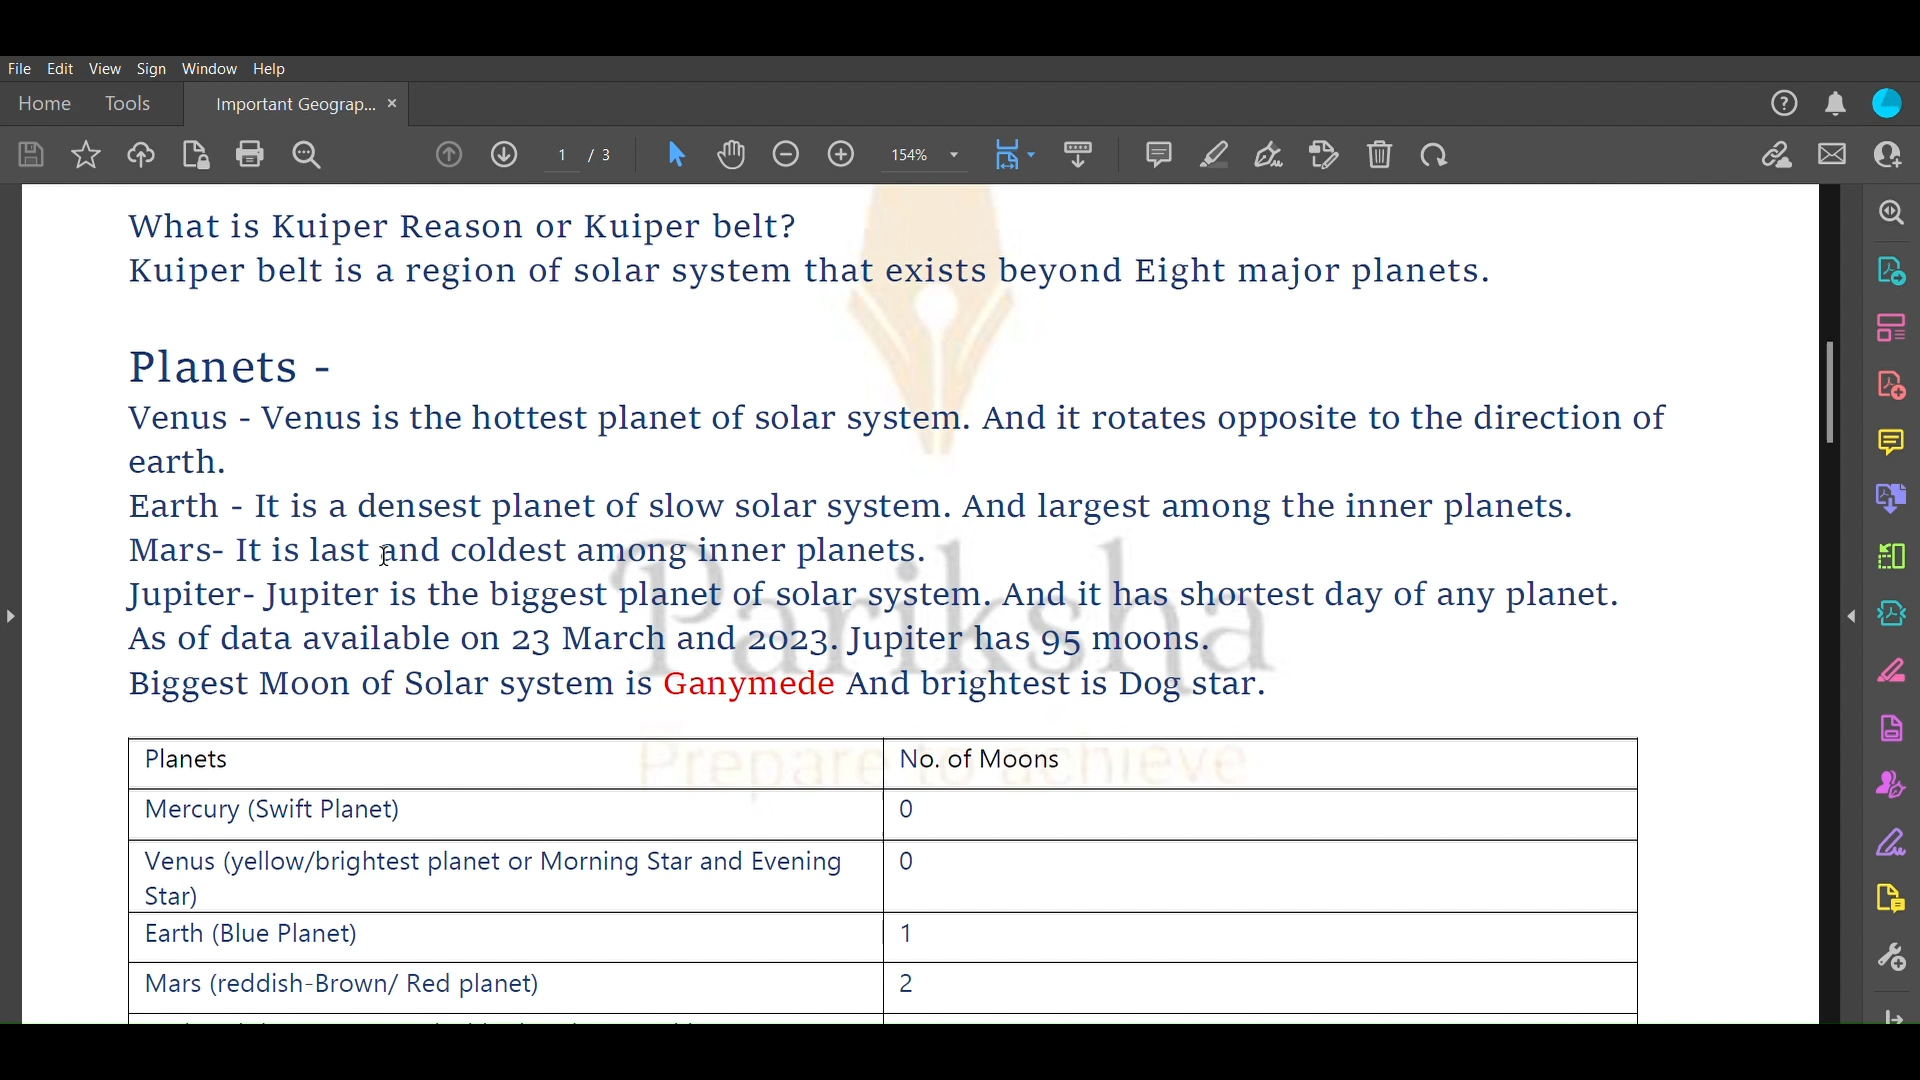 File Edit View Sign Window Help
Home Tools Important Geograp... ×
1 / 3 154%
What is Kuiper Reason or Kuiper belt?
Kuiper belt is a region of solar system that exists beyond Eight major planets.
Planets -
Venus - Venus is the hottest planet of solar system. And it rotates opposite to the direction of
earth.
Earth - It is a densest planet of slow solar system. And largest among the inner planets.
Mars- It is last and coldest among inner planets.
Jupiter- Jupiter is the biggest planet of solar system. And it has shortest day of any planet.
As of data available on 23 March and 2023. Jupiter has 95 moons.
Biggest Moon of Solar system is Ganymede And brightest is Dog star.
Pariksha
Prepare to achieve
Planets No. of Moons
Mercury (Swift Planet) 0
Venus (yellow/brightest planet or Morning Star and Evening 0
Star)
Earth (Blue Planet) 1
Mars (reddish-Brown/ Red planet) 2